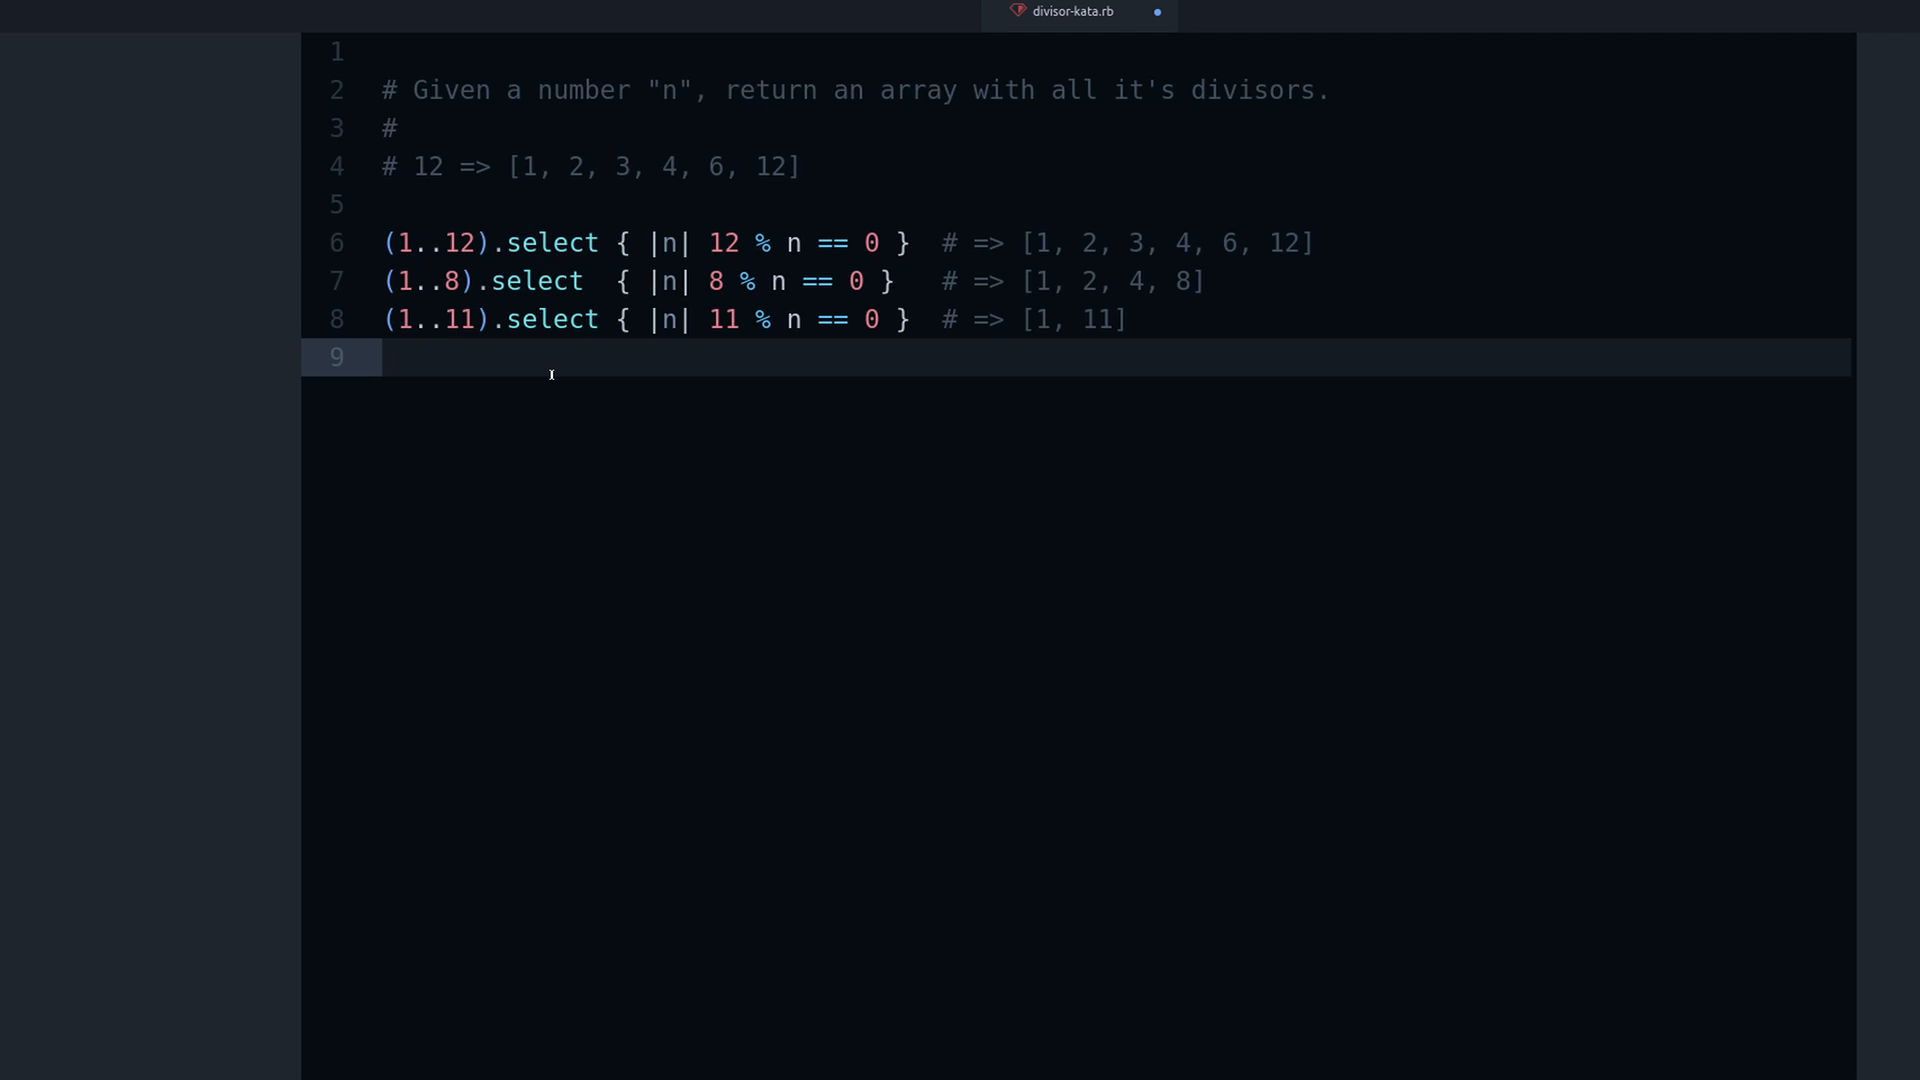 divisor-kata.rb
1
2 # Given a number "n", return an array with all it's divisors.
3 #
4 # 12 => [1, 2, 3, 4, 6, 12]
5
6 (1..12).select { |n| 12 % n == 0 }  # => [1, 2, 3, 4, 6, 12]
7 (1..8).select  { |n| 8 % n == 0 }   # => [1, 2, 4, 8]
8 (1..11).select { |n| 11 % n == 0 }  # => [1, 11]
9